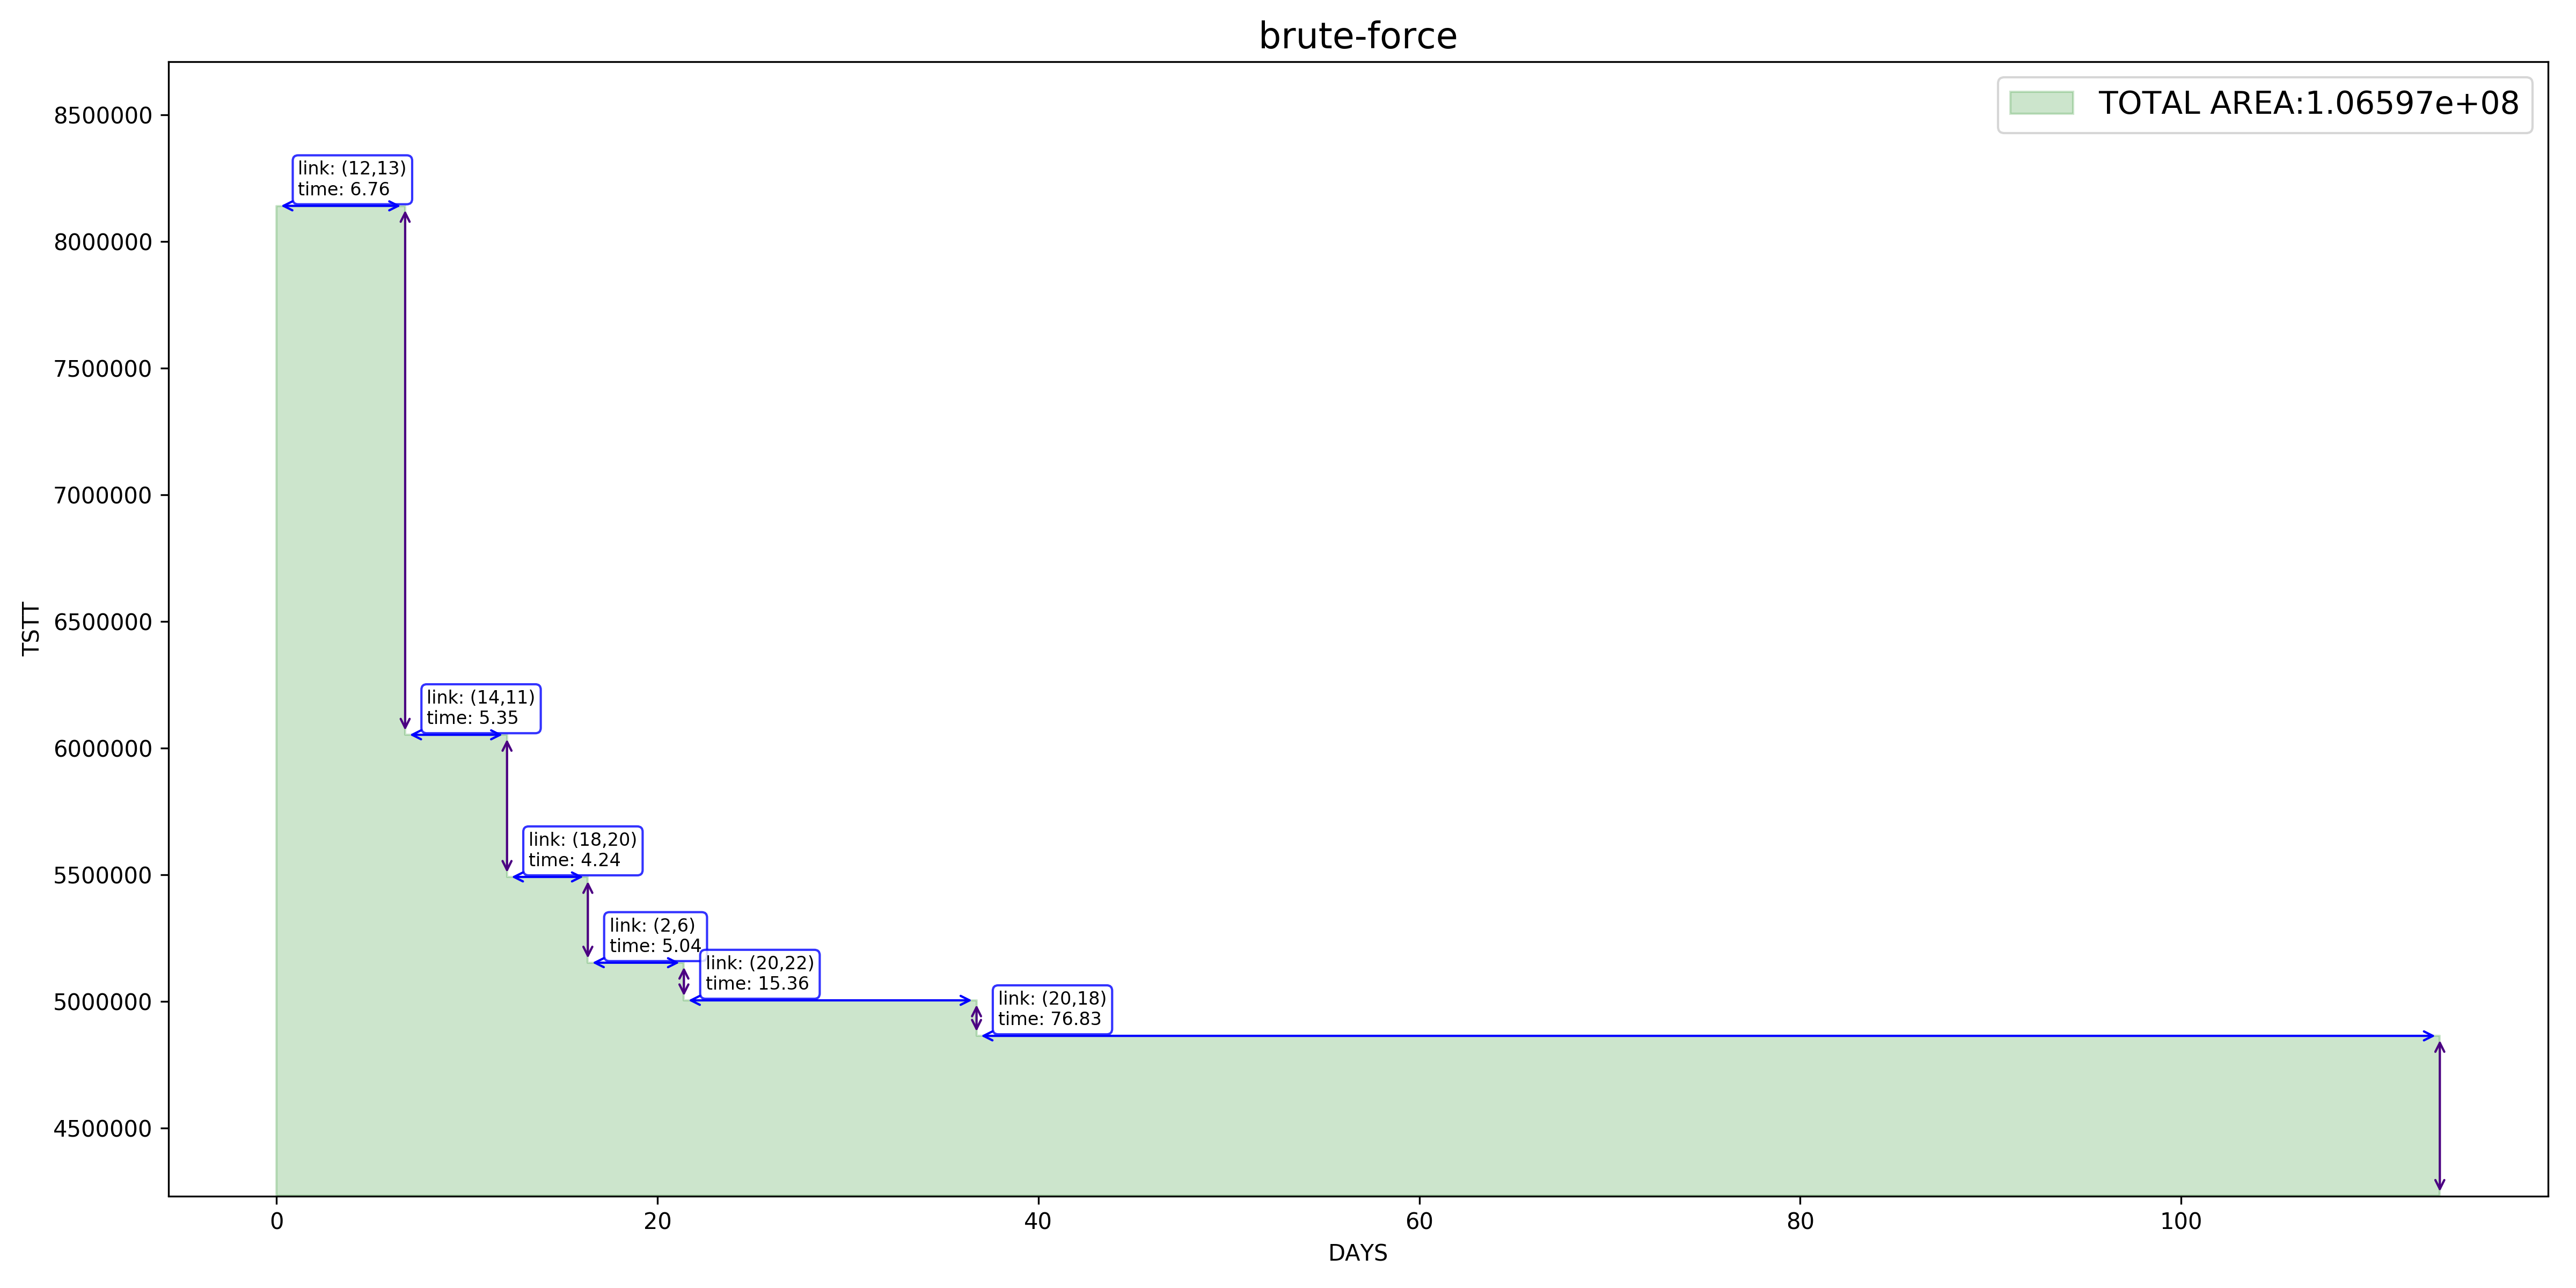 brute-force
TOTAL AREA:1.06597e+08
TSTT
8500000
8000000
7500000
7000000
6500000
6000000
5500000
5000000
4500000
link: (12,13)
time: 6.76
link: (14,11)
time: 5.35
link: (18,20)
time: 4.24
link: (2,6)
time: 5.04
link: (20,22)
time: 15.36
link: (20,18)
time: 76.83
0
20
40
60
80
100
DAYS